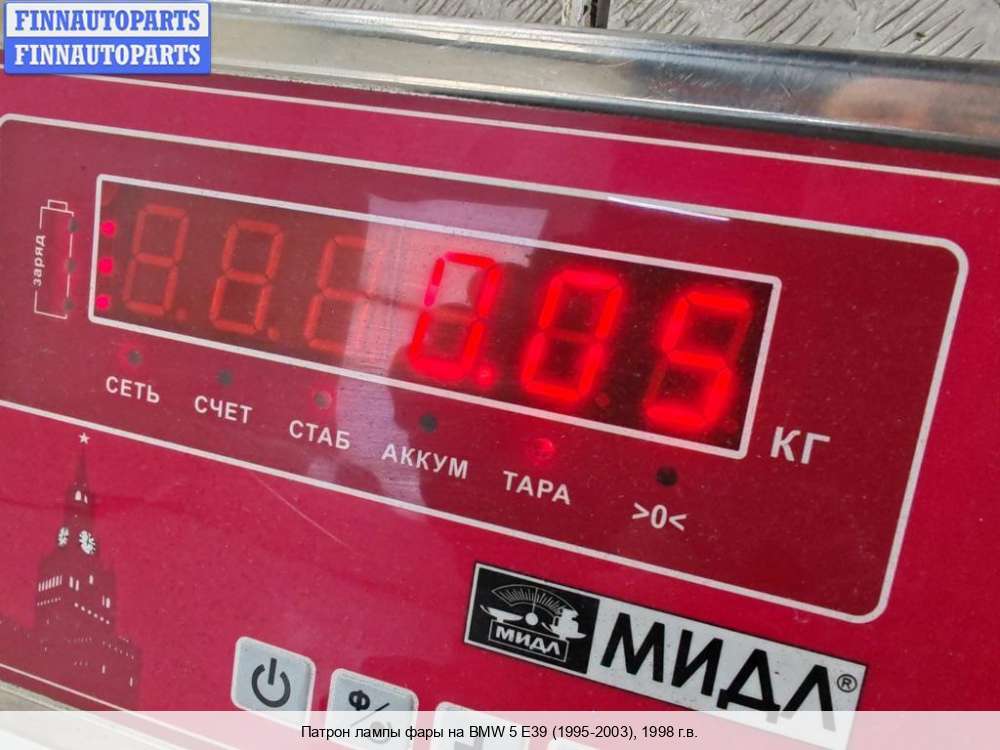 FINNAUTOPARTS
FINNAUTOPARTS
заряд
0.05
КГ
СЕТЬ
СЧЕТ
СТАБ
АККУМ
ТАРА
>0<
МИДЛ
МИДЛ®
Ф
Патрон лампы фары на BMW 5 E39 (1995-2003), 1998 г.в.